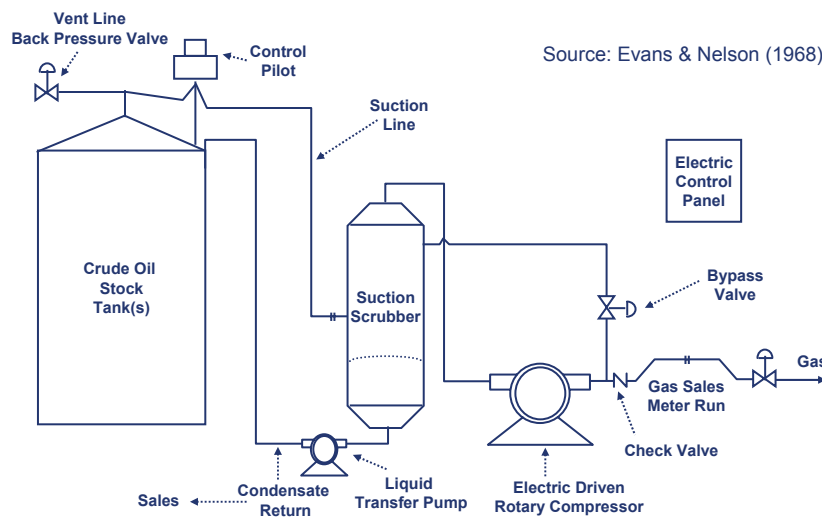 Vent Line
Back Pressure Valve
Control
Pilot
Source: Evans & Nelson (1968)
Suction
Line
Electric
Control
Panel
Crude Oil
Stock
Tank(s)
Suction
Scrubber
Bypass
Valve
Gas
Gas Sales
Meter Run
Check Valve
Sales
Condensate
Return
Liquid
Transfer Pump
Electric Driven
Rotary Compressor